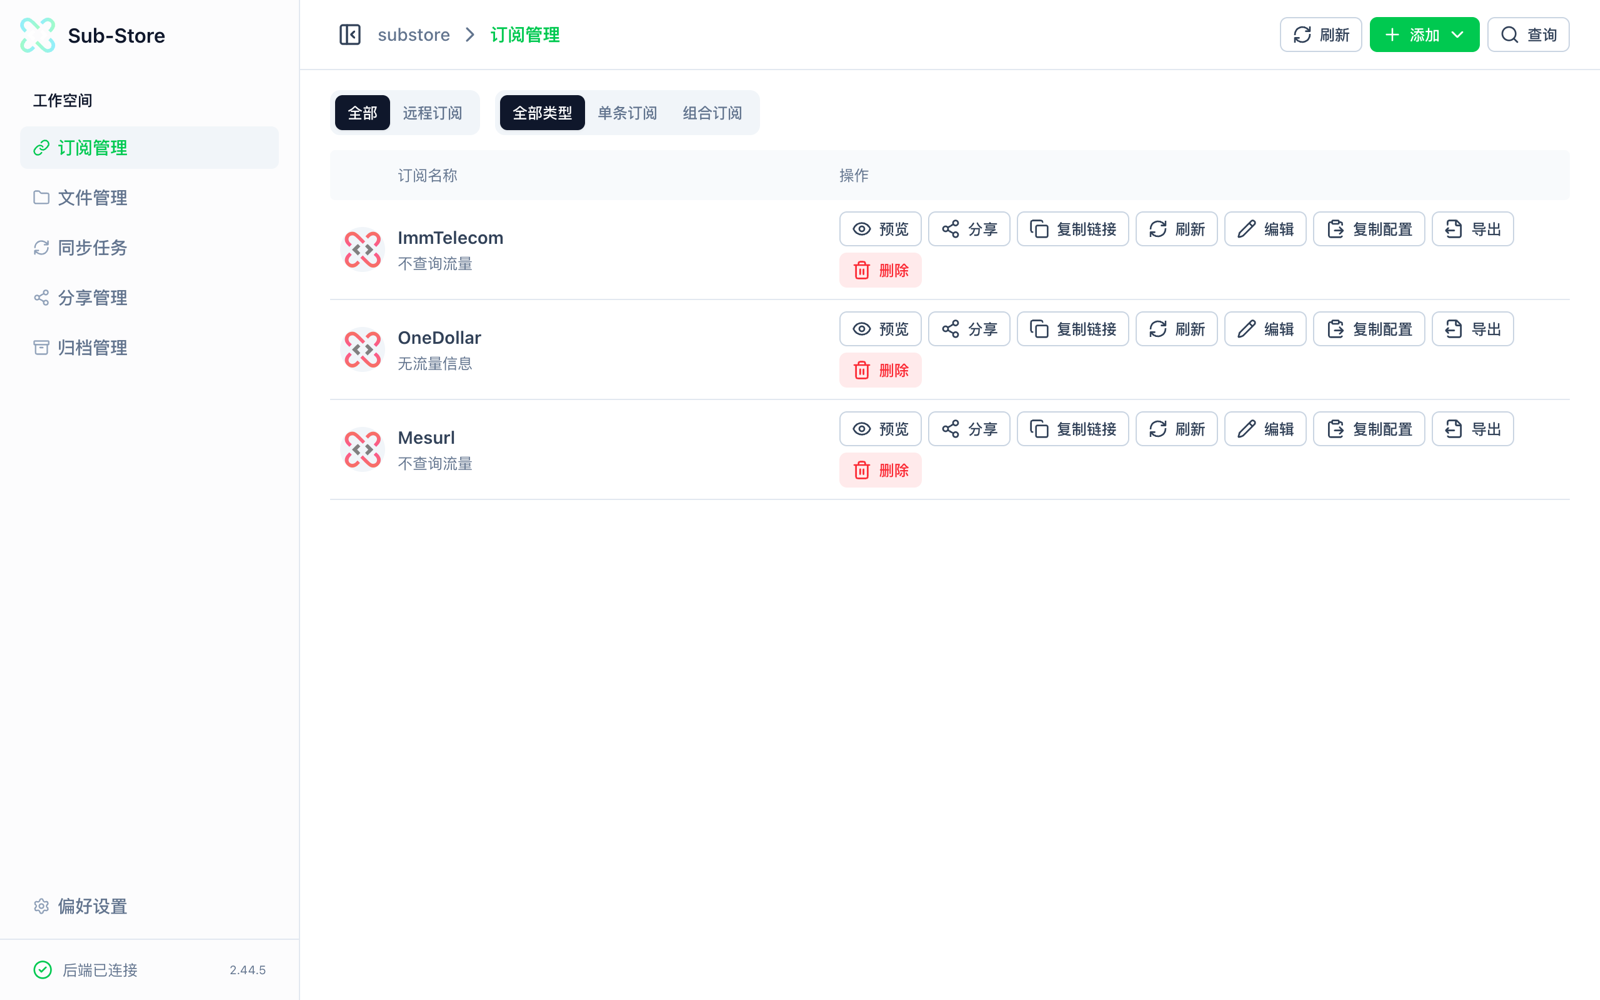 Sub-Store
substore
订阅管理
刷新
添加
查询
工作空间
订阅管理
文件管理
同步任务
分享管理
归档管理
偏好设置
后端已连接 2.44.5
全部 远程订阅 全部类型 单条订阅 组合订阅
订阅名称 操作
ImmTelecom
不查询流量
预览 分享 复制链接 刷新 编辑 复制配置 导出
删除
OneDollar
无流量信息
预览 分享 复制链接 刷新 编辑 复制配置 导出
删除
Mesurl
不查询流量
预览 分享 复制链接 刷新 编辑 复制配置 导出
删除